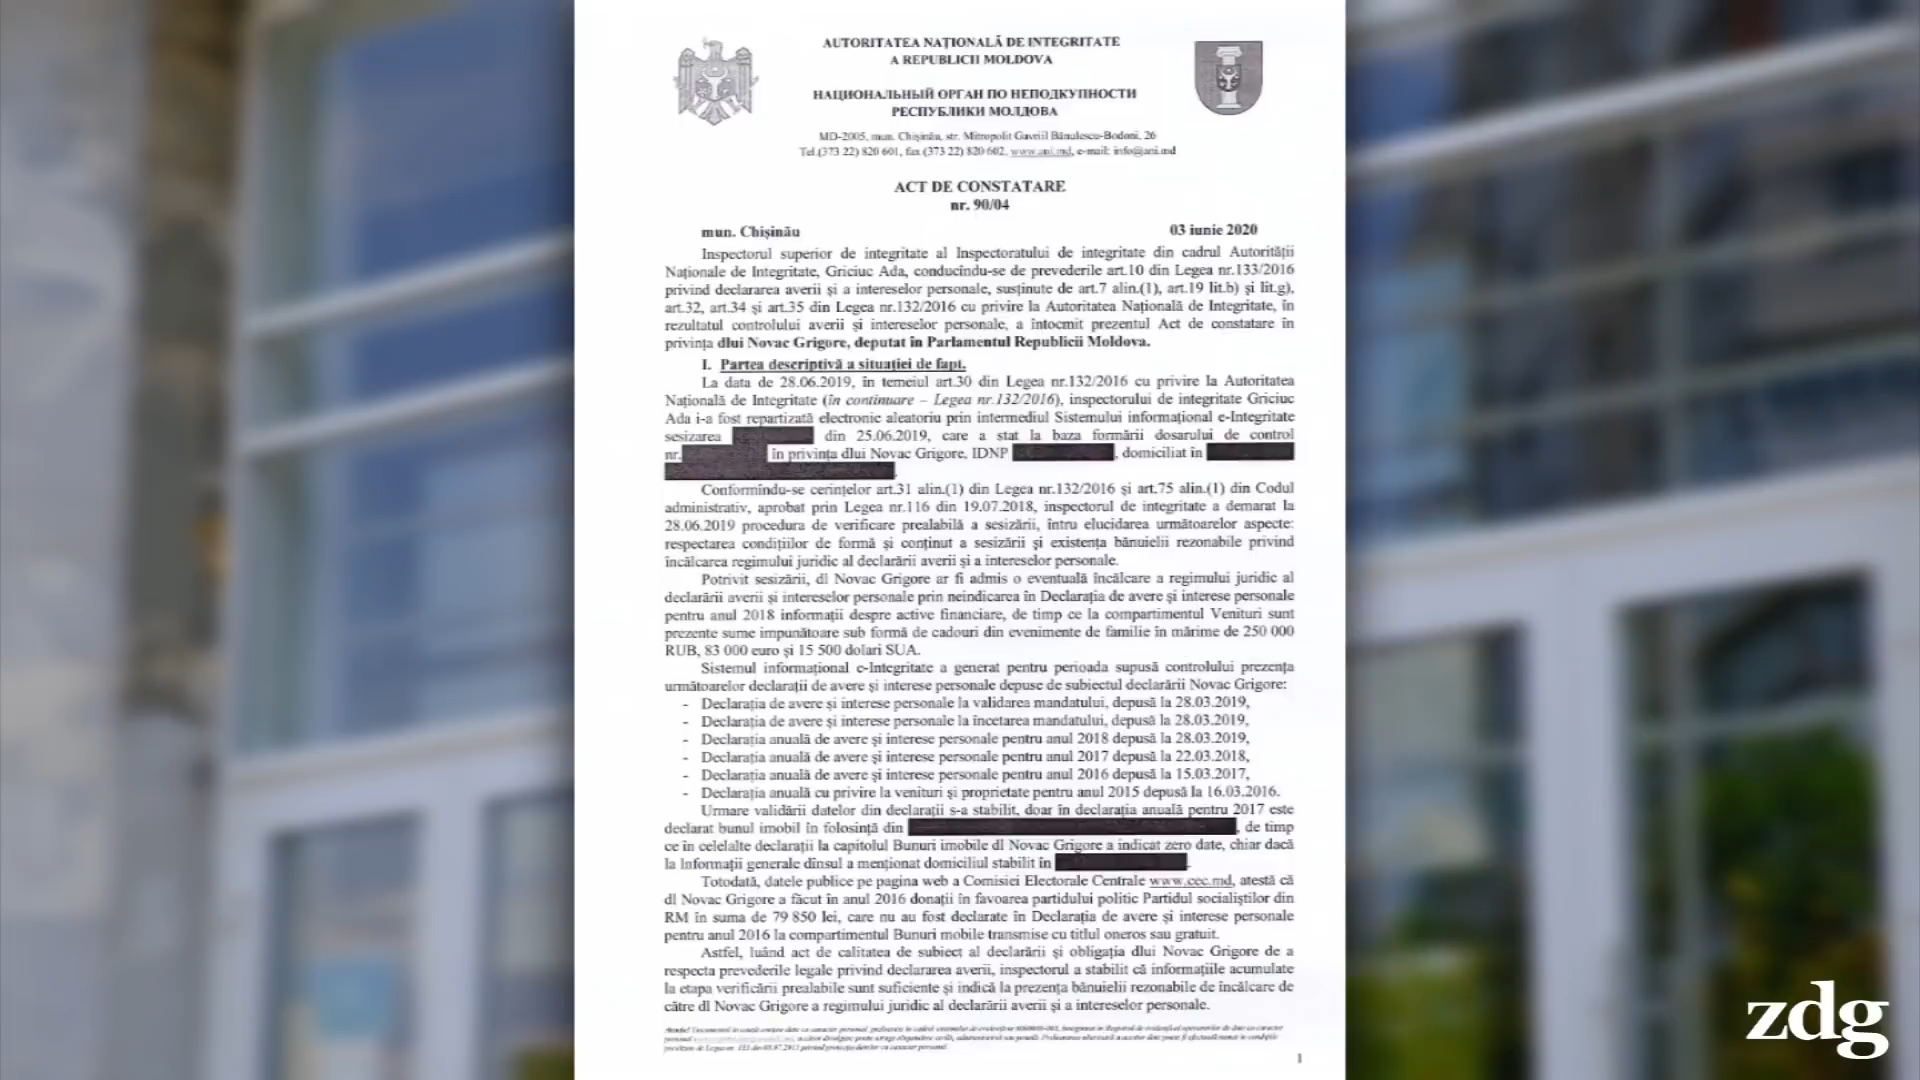 AUTORITATEA NAȚIONALĂ DE INTEGRITATE
A REPUBLICII MOLDOVA
НАЦИОНАЛЬНЫЙ ОРГАН ПО НЕПОДКУПНОСТИ
РЕСПУБЛИКИ МОЛДОВА
MD-2005, mun. Chișinău, str. Mitropolit Gavriil Bănulescu-Bodoni, 26
Tel.(373 22) 820 601, fax (373 22) 820 602, www.ani.md, e-mail: info@ani.md
ACT DE CONSTATARE
nr. 90/04
mun. Chișinău 03 iunie 2020
Inspectorul superior de integritate al Inspectoratului de integritate din cadrul Autorității
Naționale de Integritate, Griciuc Ada, conducîndu-se de prevederile art.10 din Legea nr.133/2016
privind declararea averii și a intereselor personale, susținute de art.7 alin.(1), art.19 lit.b) și lit.g),
art.32, art.34 și art.35 din Legea nr.132/2016 cu privire la Autoritatea Națională de Integritate, în
rezultatul controlului averii și intereselor personale, a întocmit prezentul Act de constatare în
privința dlui Novac Grigore, deputat în Parlamentul Republicii Moldova.
I. Partea descriptivă a situației de fapt.
La data de 28.06.2019, în temeiul art.30 din Legea nr.132/2016 cu privire la Autoritatea
Națională de Integritate (în continuare – Legea nr.132/2016), inspectorului de integritate Griciuc
Ada i-a fost repartizată electronic aleatoriu prin intermediul Sistemului informațional e-Integritate
sesizarea din 25.06.2019, care a stat la baza formării dosarului de control
nr. în privința dlui Novac Grigore, IDNP , domiciliat în
Conformîndu-se cerințelor art.31 alin.(1) din Legea nr.132/2016 și art.75 alin.(1) din Codul
administrativ, aprobat prin Legea nr.116 din 19.07.2018, inspectorul de integritate a demarat la
28.06.2019 procedura de verificare prealabilă a sesizării, întru elucidarea următoarelor aspecte:
respectarea condițiilor de formă și conținut a sesizării și existența bănuielii rezonabile privind
încălcarea regimului juridic al declarării averii și a intereselor personale.
Potrivit sesizării, dl Novac Grigore ar fi admis o eventuală încălcare a regimului juridic al
declarării averii și intereselor personale prin neindicarea în Declarația de avere și interese personale
pentru anul 2018 informații despre active financiare, de timp ce la compartimentul Venituri sunt
prezente sume impunătoare sub formă de cadouri din evenimente de familie în mărime de 250 000
RUB, 83 000 euro și 15 500 dolari SUA.
Sistemul informațional e-Integritate a generat pentru perioada supusă controlului prezența
următoarelor declarații de avere și interese personale depuse de subiectul declarării Novac Grigore:
- Declarația de avere și interese personale la validarea mandatului, depusă la 28.03.2019,
- Declarația de avere și interese personale la încetarea mandatului, depusă la 28.03.2019,
- Declarația anuală de avere și interese personale pentru anul 2018 depusă la 28.03.2019,
- Declarația anuală de avere și interese personale pentru anul 2017 depusă la 22.03.2018,
- Declarația anuală de avere și interese personale pentru anul 2016 depusă la 15.03.2017,
- Declarația anuală cu privire la venituri și proprietate pentru anul 2015 depusă la 16.03.2016.
Urmare validării datelor din declarații s-a stabilit, doar în declarația anuală pentru 2017 este
declarat bunul imobil în folosință din , de timp
ce în celelalte declarații la capitolul Bunuri imobile dl Novac Grigore a indicat zero date, chiar dacă
la Informații generale dînsul a menționat domiciliul stabilit în .
Totodată, datele publice pe pagina web a Comisiei Electorale Centrale www.cec.md, atestă că
dl Novac Grigore a făcut în anul 2016 donații în favoarea partidului politic Partidul socialiștilor din
RM în suma de 79 850 lei, care nu au fost declarate în Declarația de avere și interese personale
pentru anul 2016 la compartimentul Bunuri mobile transmise cu titlul oneros sau gratuit.
Astfel, luând act de calitatea de subiect al declarării și obligația dlui Novac Grigore de a
respecta prevederile legale privind declararea averii, inspectorul a stabilit că informațiile acumulate
la etapa verificării prealabile sunt suficiente și indică la prezența bănuielii rezonabile de încălcare de
către dl Novac Grigore a regimului juridic al declarării averii și a intereselor personale.
1
zdg